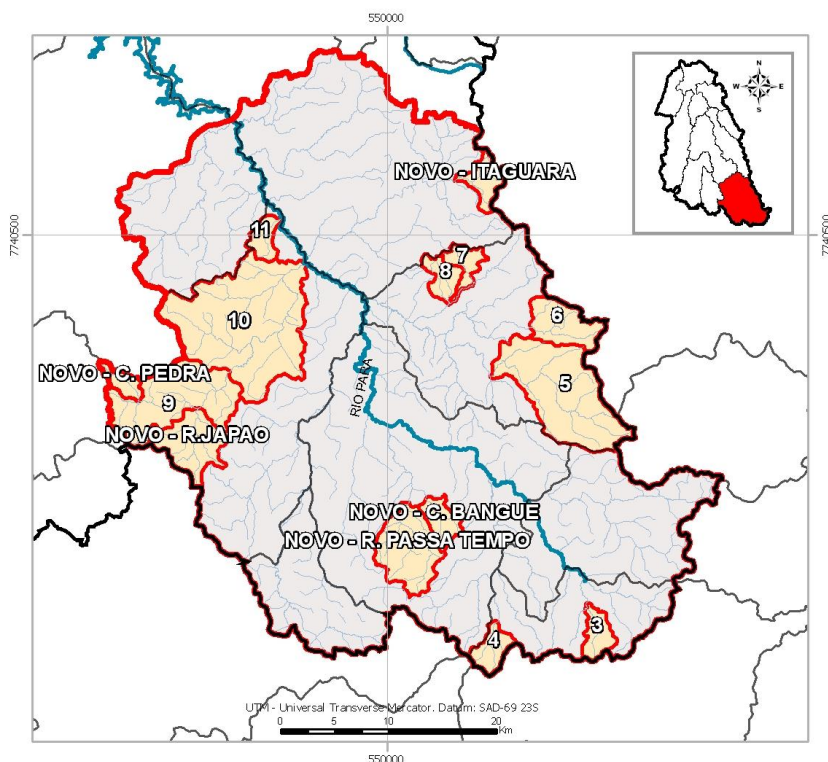 550000
N
W E
S
NOVO - ITAGUARA
7740500
7740500
11
7
8
10
6
RIO PARA
NOVO - C. PEDRA
5
9
NOVO - R.JAPAO
NOVO - C. BANGUE
NOVO - R. PASSA TEMPO
3
4
UTM - Universal Transverse Mercator. Datum: SAD-69 23S
0 5 10 20
Km
550000